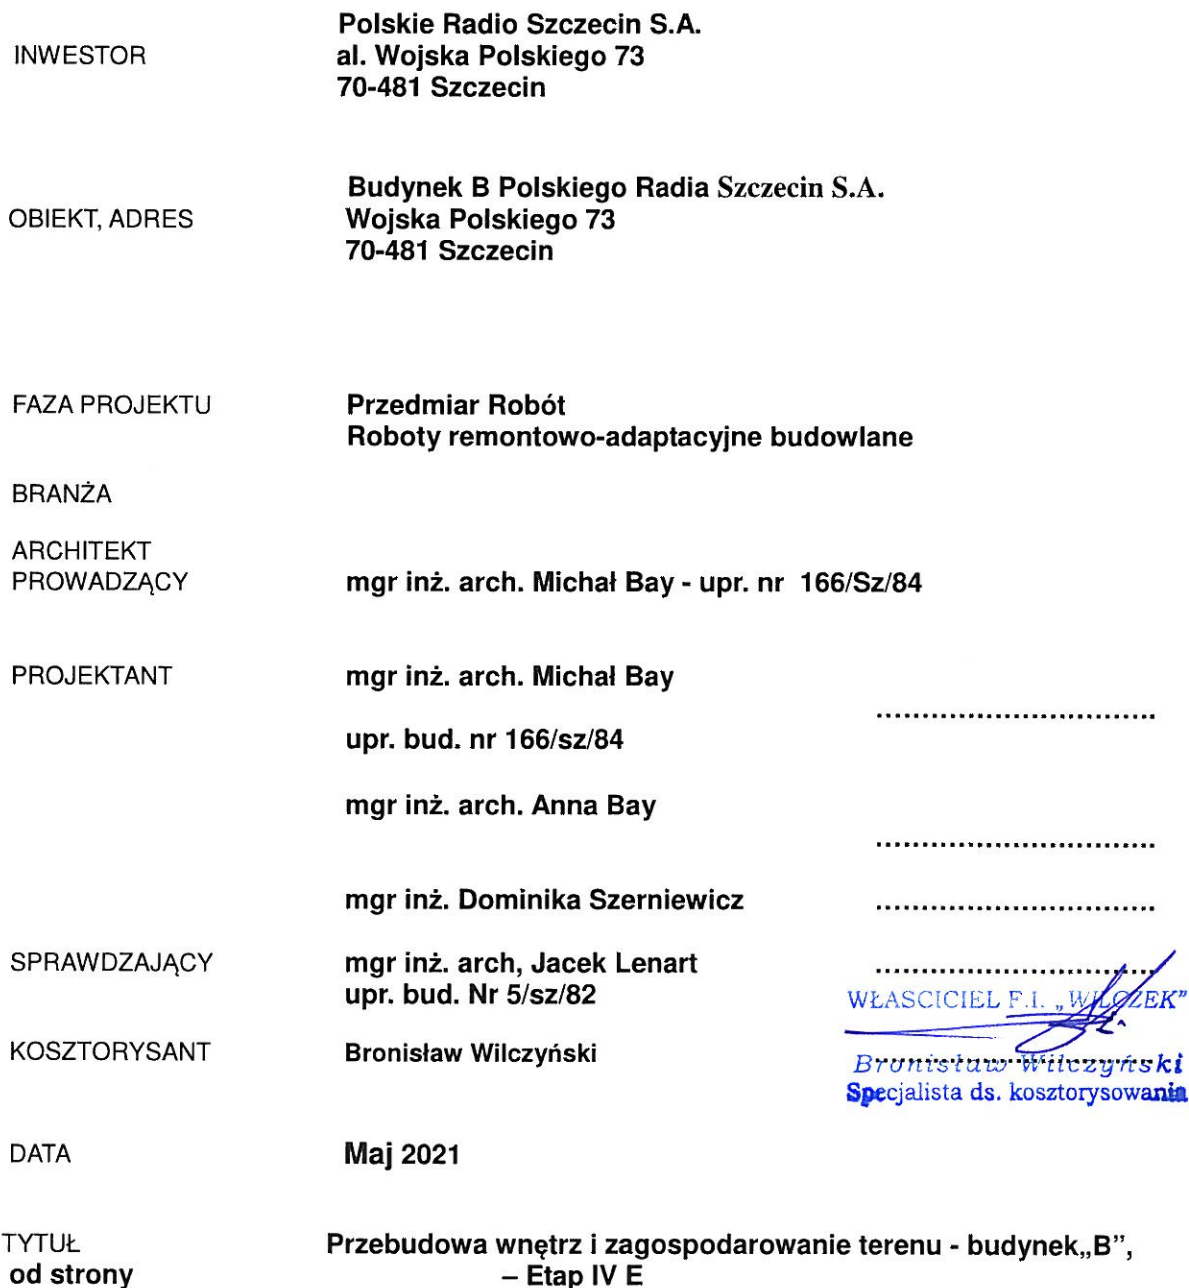 Polskie Radio Szczecin S.A.
INWESTOR al. Wojska Polskiego 73
70-481 Szczecin
Budynek B Polskiego Radia Szczecin S.A.
OBIEKT, ADRES Wojska Polskiego 73
70-481 Szczecin
FAZA PROJEKTU Przedmiar Robót
Roboty remontowo-adaptacyjne budowlane
BRANŻA
ARCHITEKT
PROWADZĄCY mgr inż. arch. Michał Bay - upr. nr 166/Sz/84
PROJEKTANT mgr inż. arch. Michał Bay
..............................
upr. bud. nr 166/sz/84
mgr inż. arch. Anna Bay
..............................
mgr inż. Dominika Szerniewicz ..............................
SPRAWDZAJĄCY mgr inż. arch, Jacek Lenart ..............................
upr. bud. Nr 5/sz/82 WŁASCICIEL F.I. „WILCZEK”
KOSZTORYSANT Bronisław Wilczyński ..............................
Bronisław Wilczyński
Specjalista ds. kosztorysowania
DATA Maj 2021
TYTUŁ Przebudowa wnętrz i zagospodarowanie terenu - budynek„B”,
od strony – Etap IV E